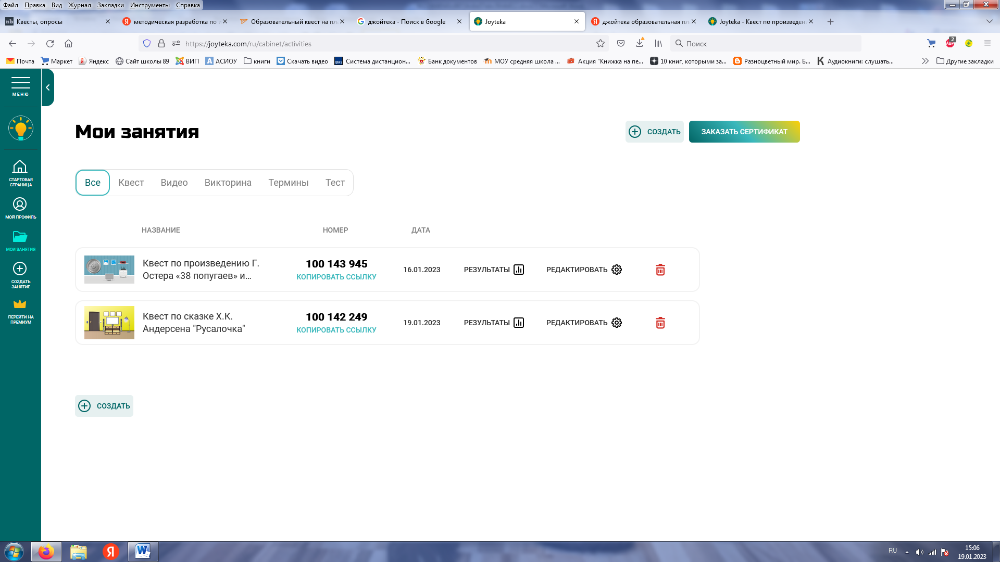 Файл Правка Вид Журнал Закладки Инструменты Справка
Квесты, опросы
методическая разработка по и
Образовательный квест на пл
джойтека - Поиск в Google
Joyteka
джойтека образовательная пл
Joyteka - Квест по произведен
https://joyteka.com/ru/cabinet/activities
Поиск
2
ABP
Почта Маркет Яндекс Сайт школы 89 ВИП АСИОУ книги Скачать видео Система дистанцион... Банк документов МОУ средняя школа ... Акция "Книжка на пе... 10 книг, которыми за... Разноцветный мир. Б... Аудиокниги: слушать... Другие закладки
МЕНЮ
СТАРТОВАЯ
СТРАНИЦА
МОЙ ПРОФИЛЬ
МОИ ЗАНЯТИЯ
СОЗДАТЬ
ЗАНЯТИЕ
ПЕРЕЙТИ НА
ПРЕМИУМ
Мои занятия
СОЗДАТЬ
ЗАКАЗАТЬ СЕРТИФИКАТ
Все Квест Видео Викторина Термины Тест
НАЗВАНИЕ НОМЕР ДАТА
Квест по произведению Г.
Остера «38 попугаев» и...
100 143 945
КОПИРОВАТЬ ССЫЛКУ
16.01.2023
РЕЗУЛЬТАТЫ
РЕДАКТИРОВАТЬ
Квест по сказке Х.К.
Андерсена "Русалочка"
100 142 249
КОПИРОВАТЬ ССЫЛКУ
19.01.2023
РЕЗУЛЬТАТЫ
РЕДАКТИРОВАТЬ
СОЗДАТЬ
RU
15:06
19.01.2023